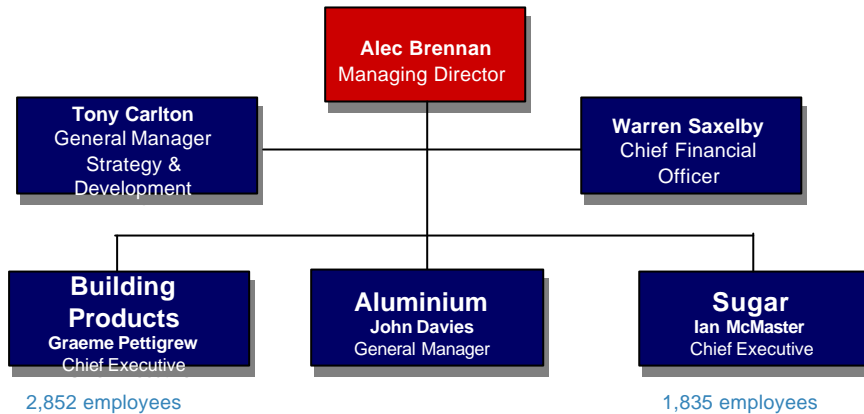 Alec Brennan
Managing Director
Tony Carlton
General Manager
Strategy &
Development
Warren Saxelby
Chief Financial
Officer
Building
Products
Graeme Pettigrew
Chief Executive
2,852 employees
Aluminium
John Davies
General Manager
Sugar
Ian McMaster
Chief Executive
1,835 employees